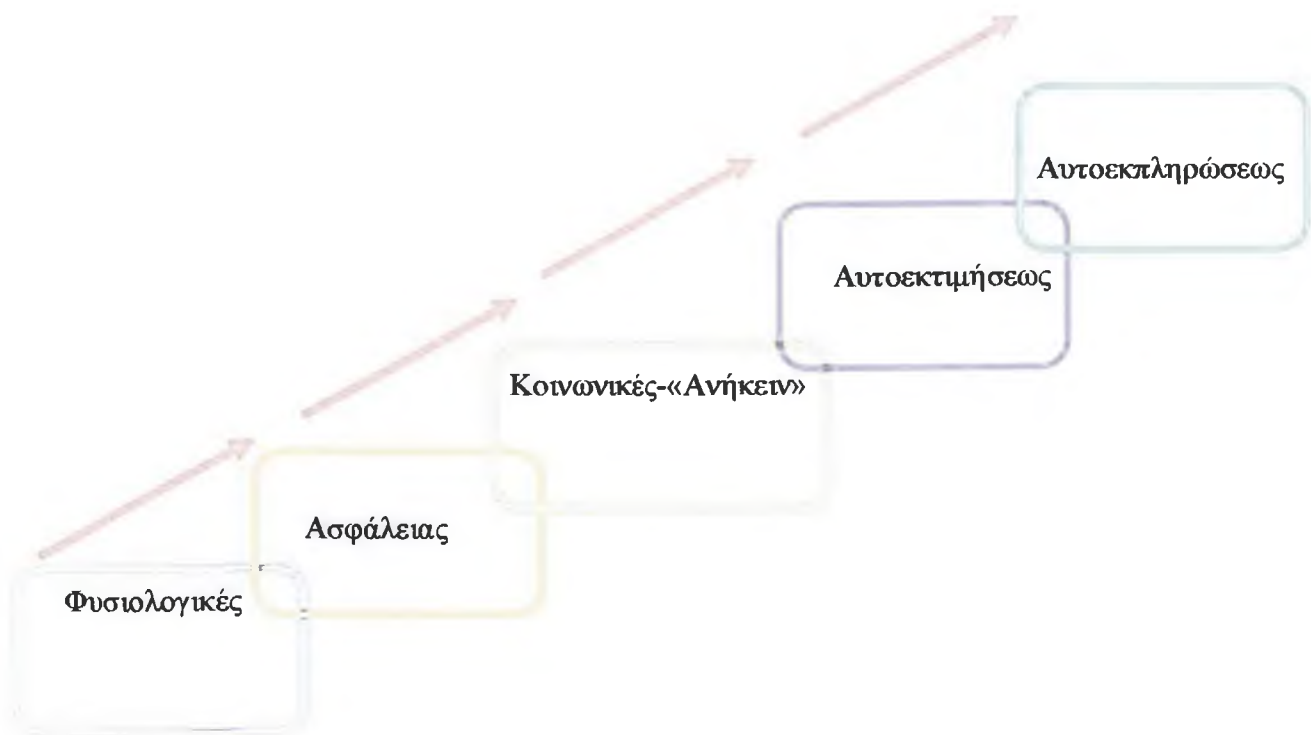 Αυτοεκπληρώσεως
Αυτοεκτιμήσεως
Κοινωνικές-«Ανήκειν»
Ασφάλειας
Φυσιολογικές